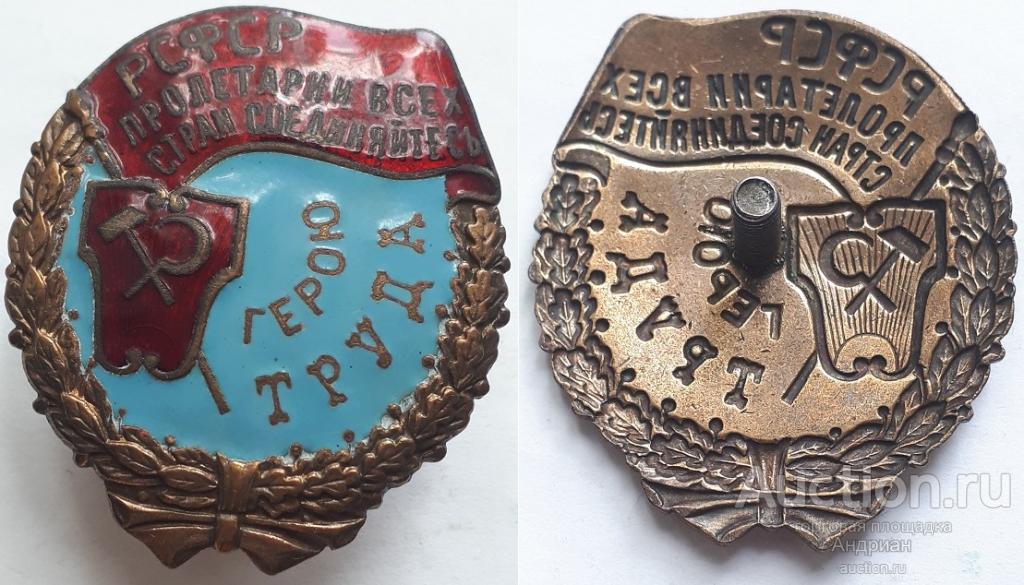 РСФСР
ПРОЛЕТАРИИ ВСЕХ
СТРАН СОЕДИНЯЙТЕСЬ
ГЕРОЮ
ТРУДА
РСФСР
ПРОЛЕТАРИИ ВСЕХ
СТРАН СОЕДИНЯЙТЕСЬ
ГЕРОЮ
ТРУДА
Auction.ru
торговая площадка
Андриан
auction.ru